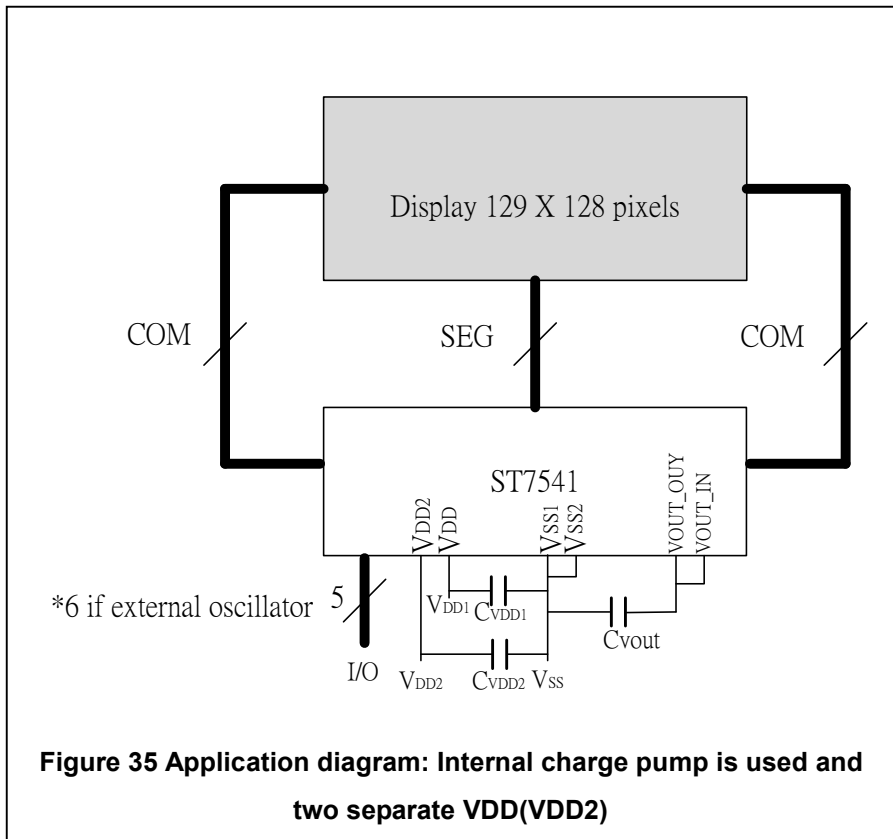 Display 129 X 128 pixels
COM
SEG
COM
ST7541
VDD2
VDD
VSS1
VSS2
VOUT_OUY
VOUT_IN
*6 if external oscillator
5
VDD1
CVDD1
Cvout
I/O
VDD2
CVDD2
VSS
Figure 35 Application diagram: Internal charge pump is used and
two separate VDD(VDD2)